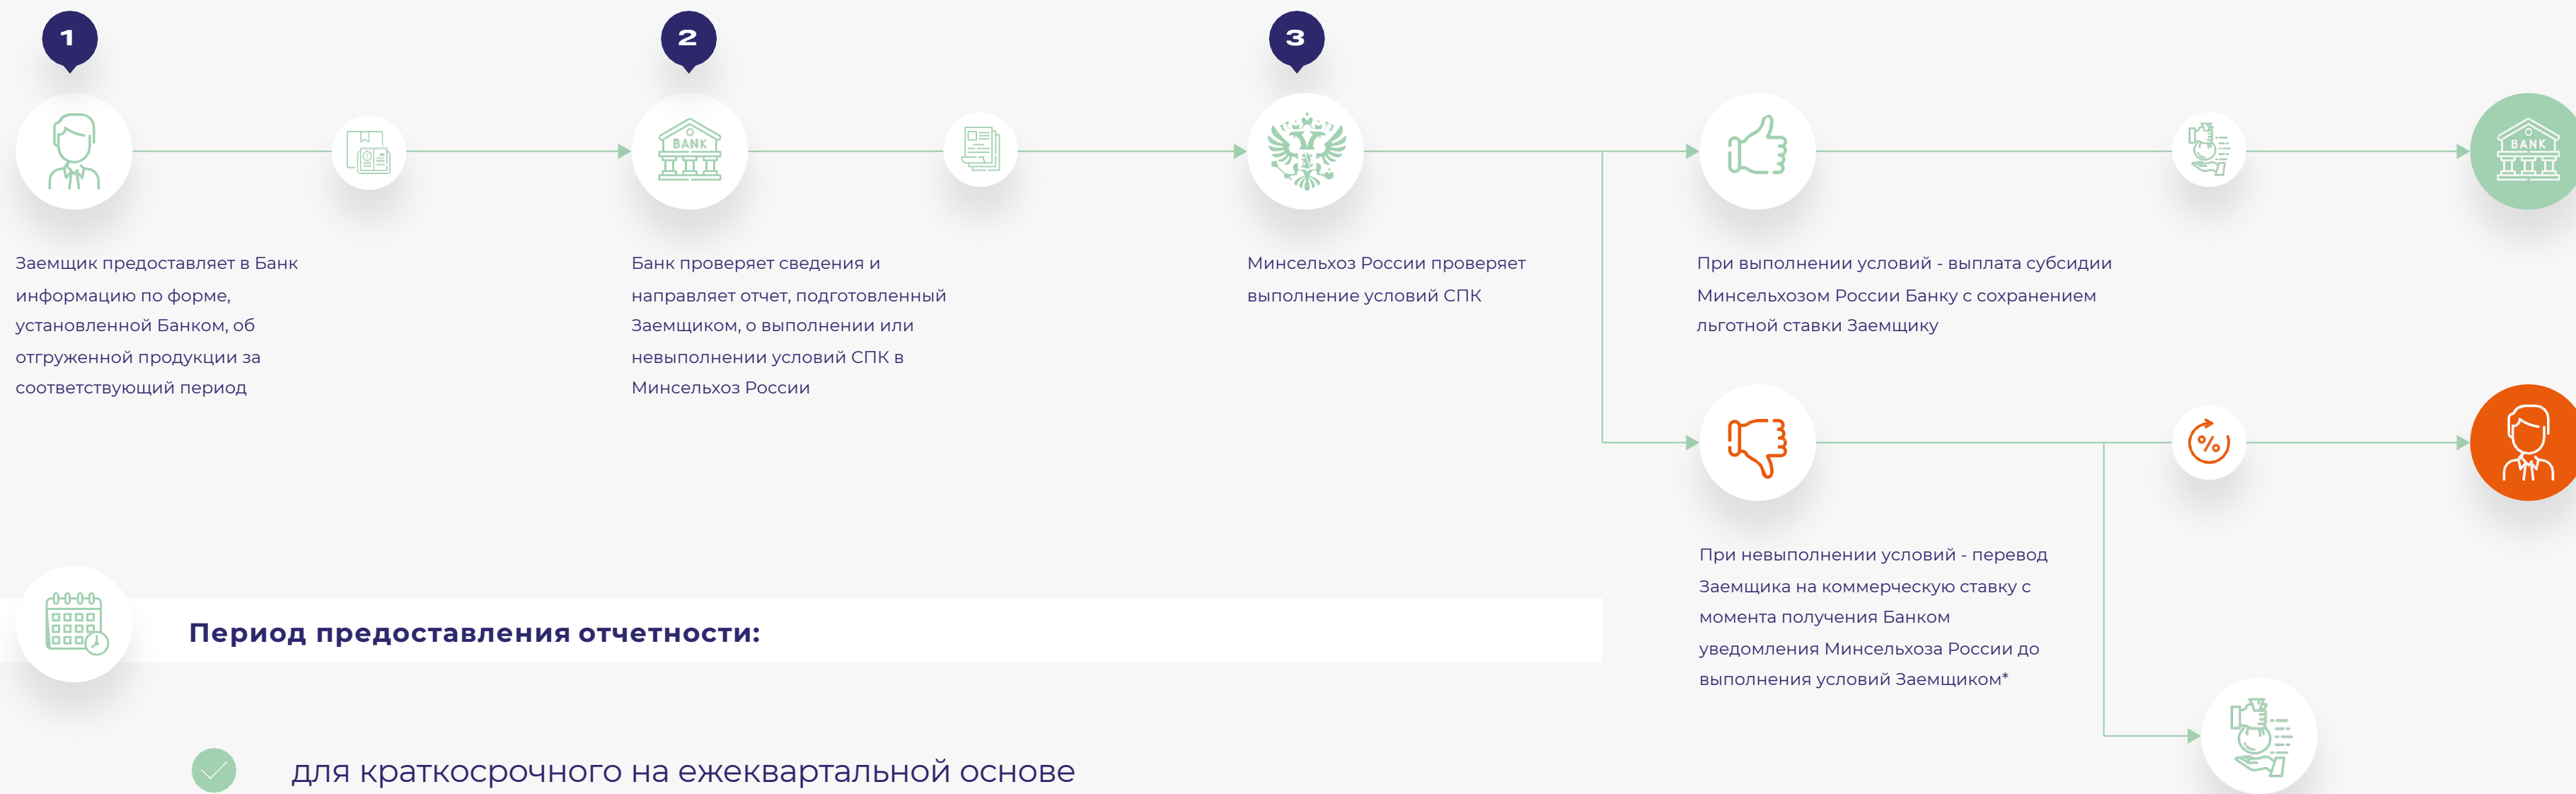 1
2
3
BANK
BANK
Заемщик предоставляет в Банк
информацию по форме,
установленной Банком, об
отгруженной продукции за
соответствующий период
Банк проверяет сведения и
направляет отчет, подготовленный
Заемщиком, о выполнении или
невыполнении условий СПК в
Минсельхоз России
Минсельхоз России проверяет
выполнение условий СПК
При выполнении условий - выплата субсидии
Минсельхозом России Банку с сохранением
льготной ставки Заемщику
%
При невыполнении условий - перевод
Заемщика на коммерческую ставку с
момента получения Банком
уведомления Минсельхоза России до
выполнения условий Заемщиком*
Период предоставления отчетности:
для краткосрочного на ежеквартальной основе